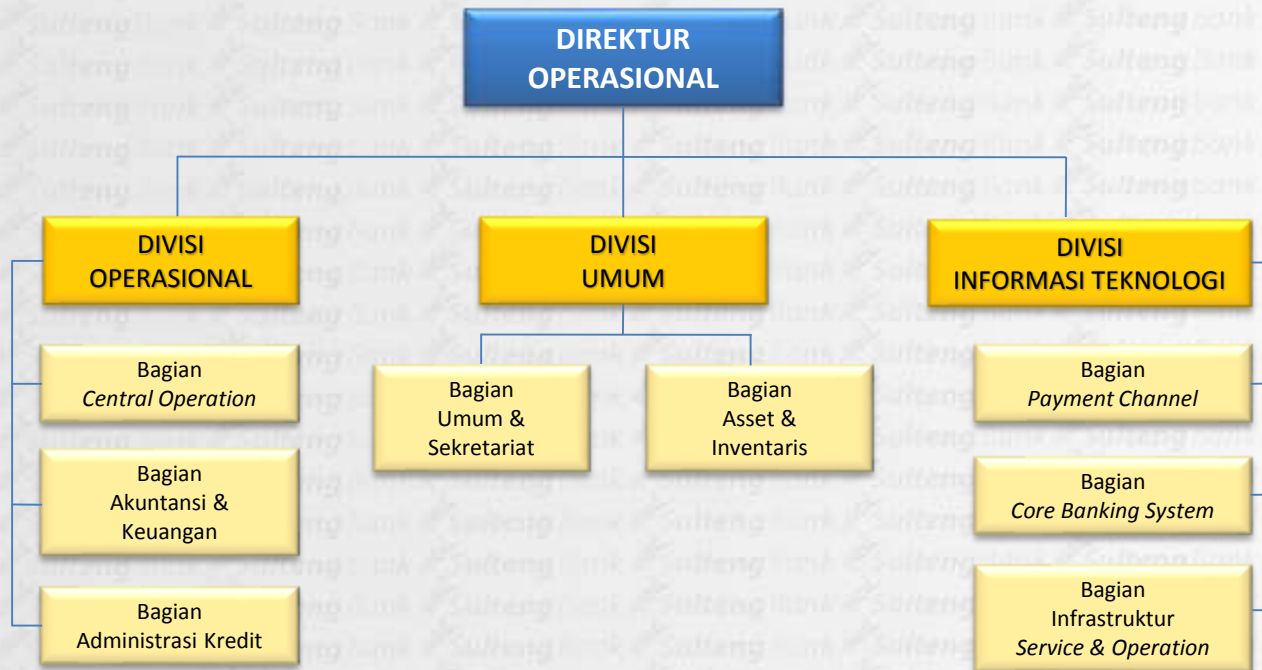 DIREKTUR
OPERASIONAL
DIVISI
OPERASIONAL
DIVISI
UMUM
DIVISI
INFORMASI TEKNOLOGI
Bagian
Central Operation
Bagian
Akuntansi &
Keuangan
Bagian
Administrasi Kredit
Bagian
Umum &
Sekretariat
Bagian
Asset &
Inventaris
Bagian
Payment Channel
Bagian
Core Banking System
Bagian
Infrastruktur
Service & Operation